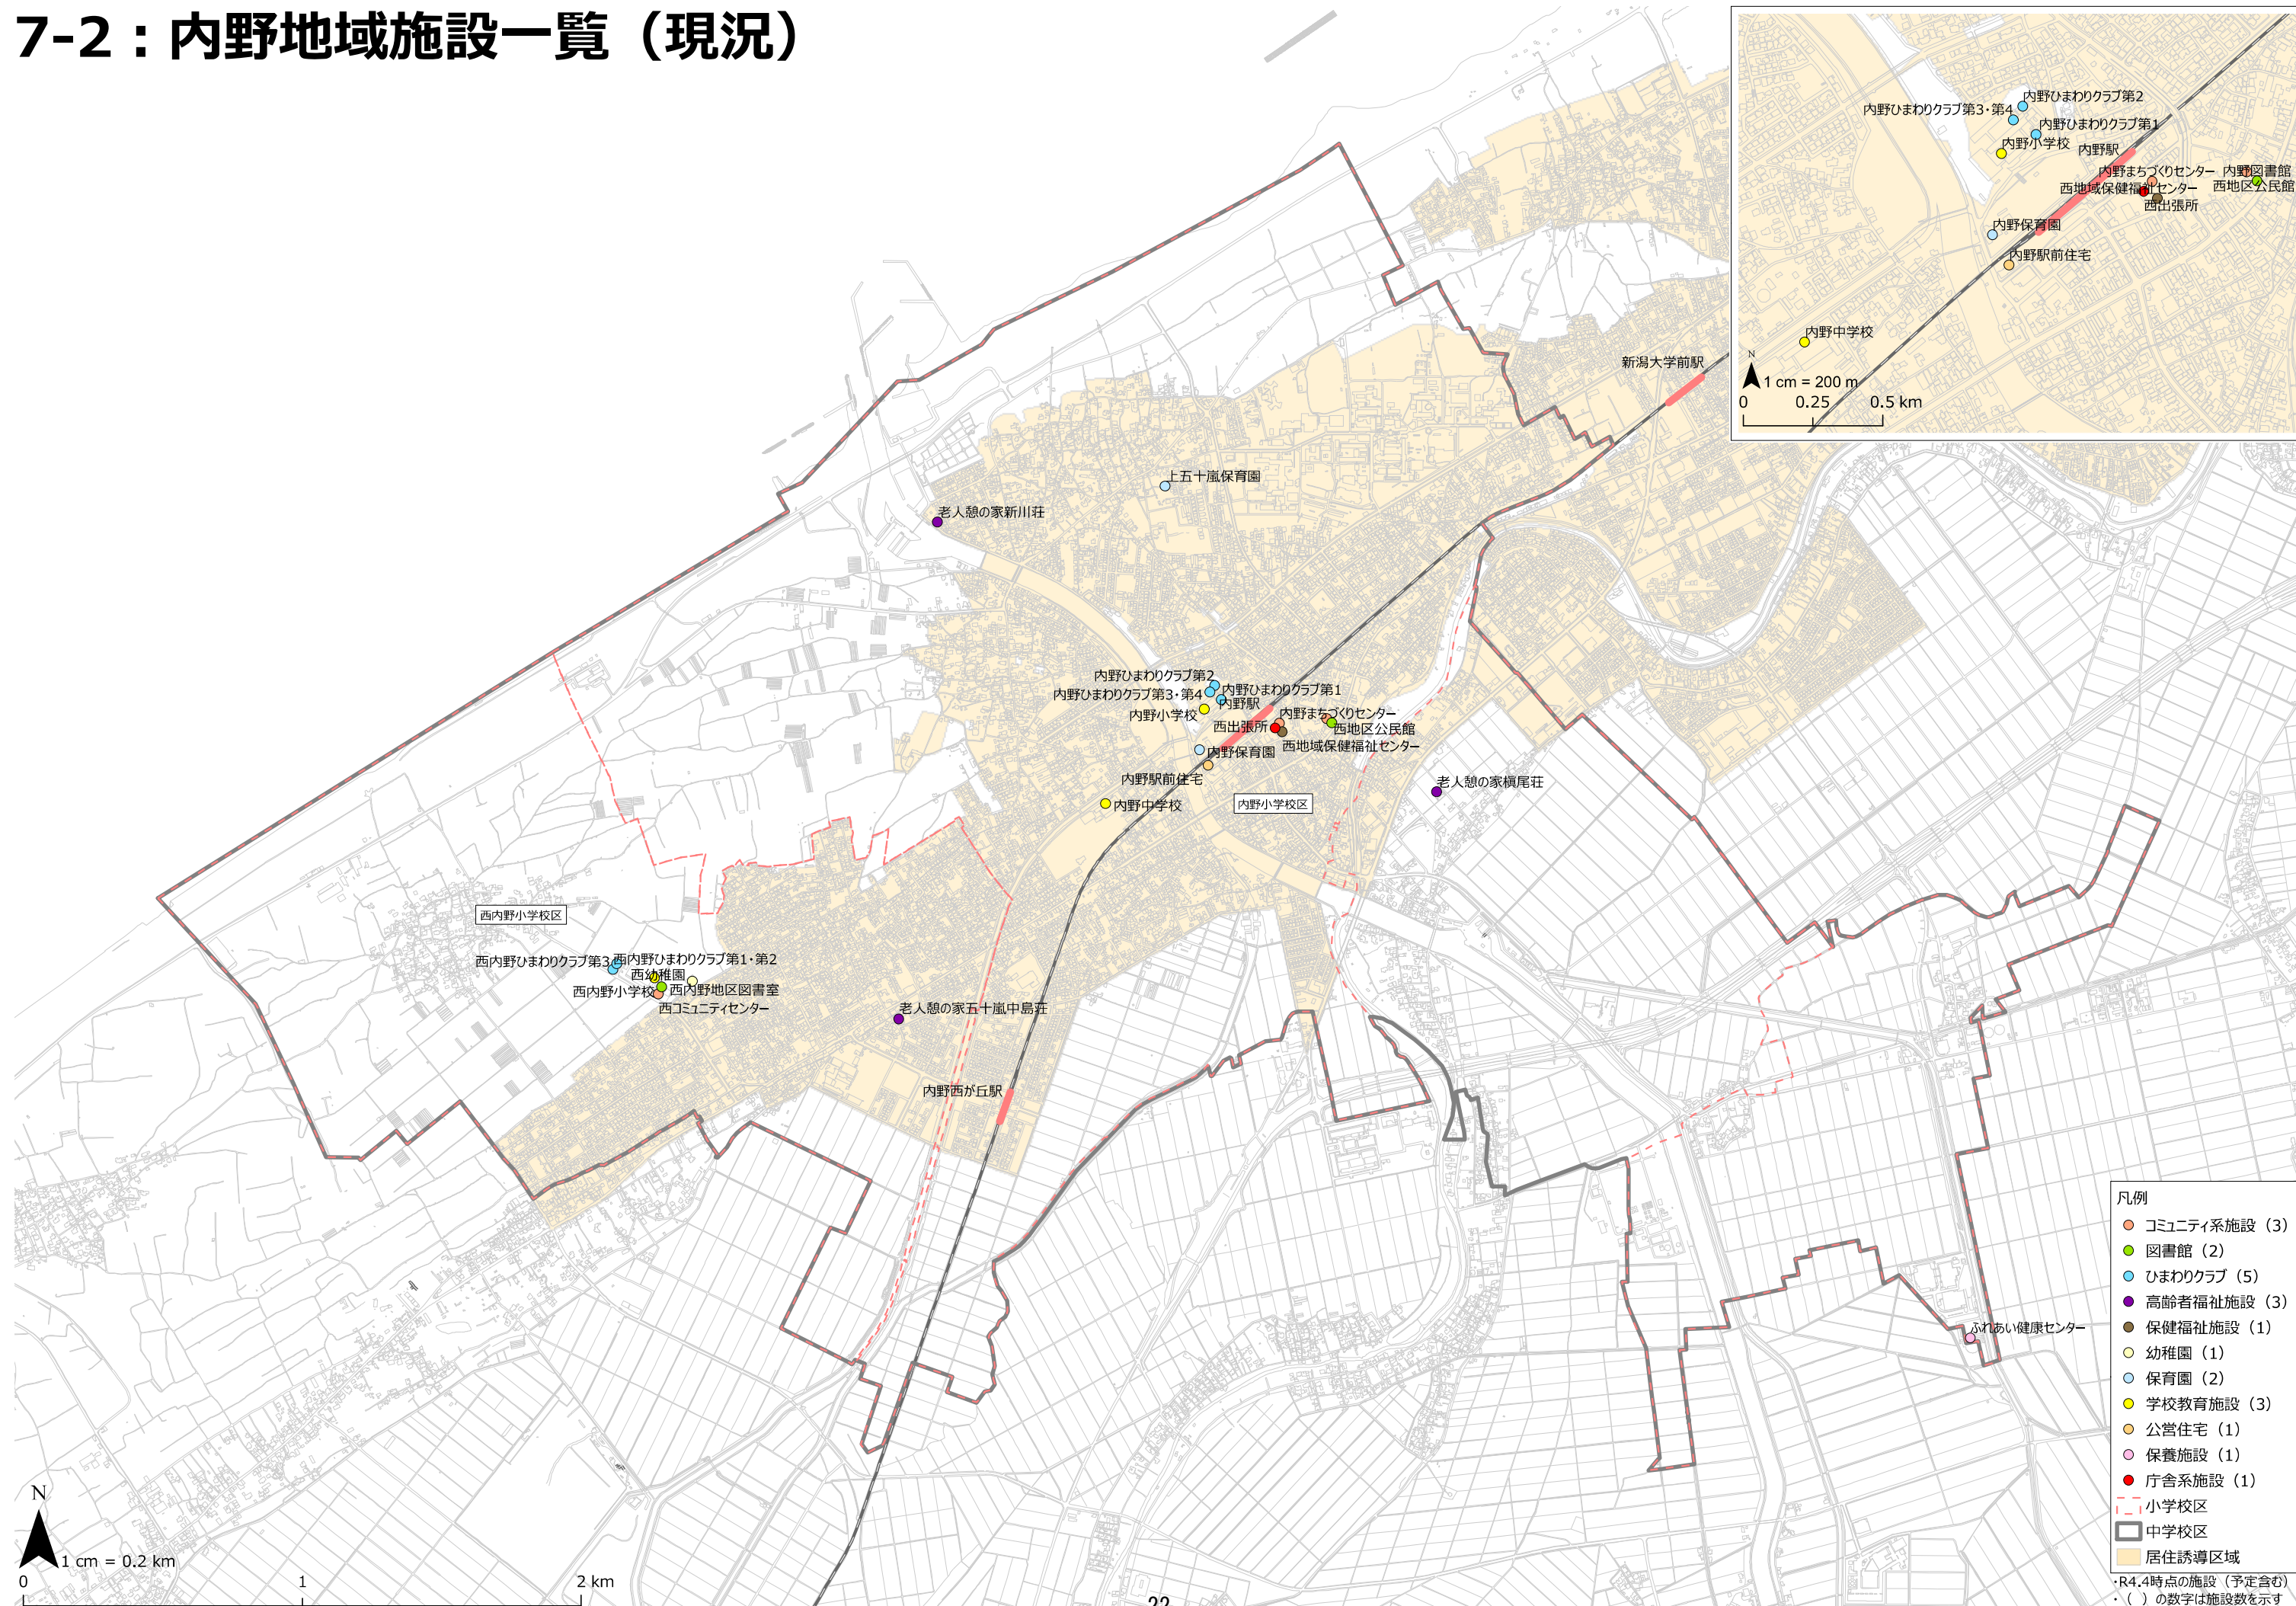 7-2：内野地域施設一覧（現況）
内野ひまわりクラブ第2
内野ひまわりクラブ第3・第4
内野ひまわりクラブ第1
内野小学校
内野駅
内野まちづくりセンター
内野図書館
西地域保健福祉センター
西地区公民館
西出張所
内野保育園
内野駅前住宅
内野中学校
N
1 cm = 200 m
0
0.25
0.5 km
新潟大学前駅
上五十嵐保育園
老人憩の家新川荘
内野ひまわりクラブ第2
内野ひまわりクラブ第3・第4
内野ひまわりクラブ第1
内野駅
内野小学校
内野まちづくりセンター
西出張所
西地区公民館
西地域保健福祉センター
内野保育園
内野駅前住宅
老人憩の家槇尾荘
内野中学校
内野小学校区
西内野小学校区
西内野ひまわりクラブ第3
西内野ひまわりクラブ第1・第2
西幼稚園
西内野小学校
西内野地区図書室
西コミュニティセンター
老人憩の家五十嵐中島荘
内野西が丘駅
ふれあい健康センター
凡例
コミュニティ系施設（3）
図書館（2）
ひまわりクラブ（5）
高齢者福祉施設（3）
保健福祉施設（1）
幼稚園（1）
保育園（2）
学校教育施設（3）
公営住宅（1）
保養施設（1）
庁舎系施設（1）
小学校区
中学校区
居住誘導区域
・R4.4時点の施設（予定含む）
・（ ）の数字は施設数を示す
N
1 cm = 0.2 km
0
1
2 km
22